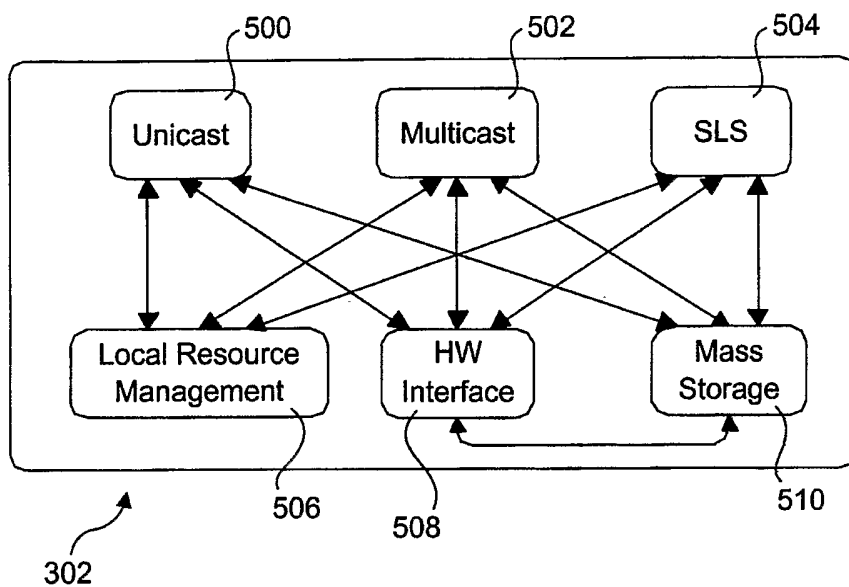 500
502
504
Unicast
Multicast
SLS
Local Resource
Management
HW
Interface
Mass
Storage
506
508
510
302